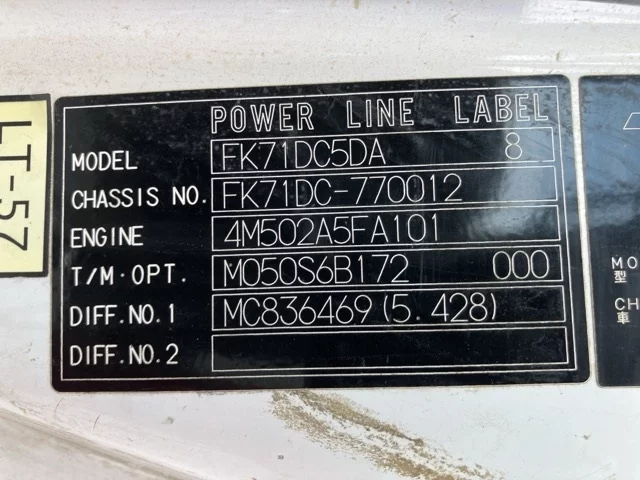 POWER LINE LABEL
MODEL FK71DC5DA 8
CHASSIS NO. FK71DC-770012
ENGINE 4M502A5FA101
T/M·OPT. M050S6B172 000
DIFF.NO.1 MC836469(5.428)
DIFF.NO.2
LT-57
MO
型
CH
車